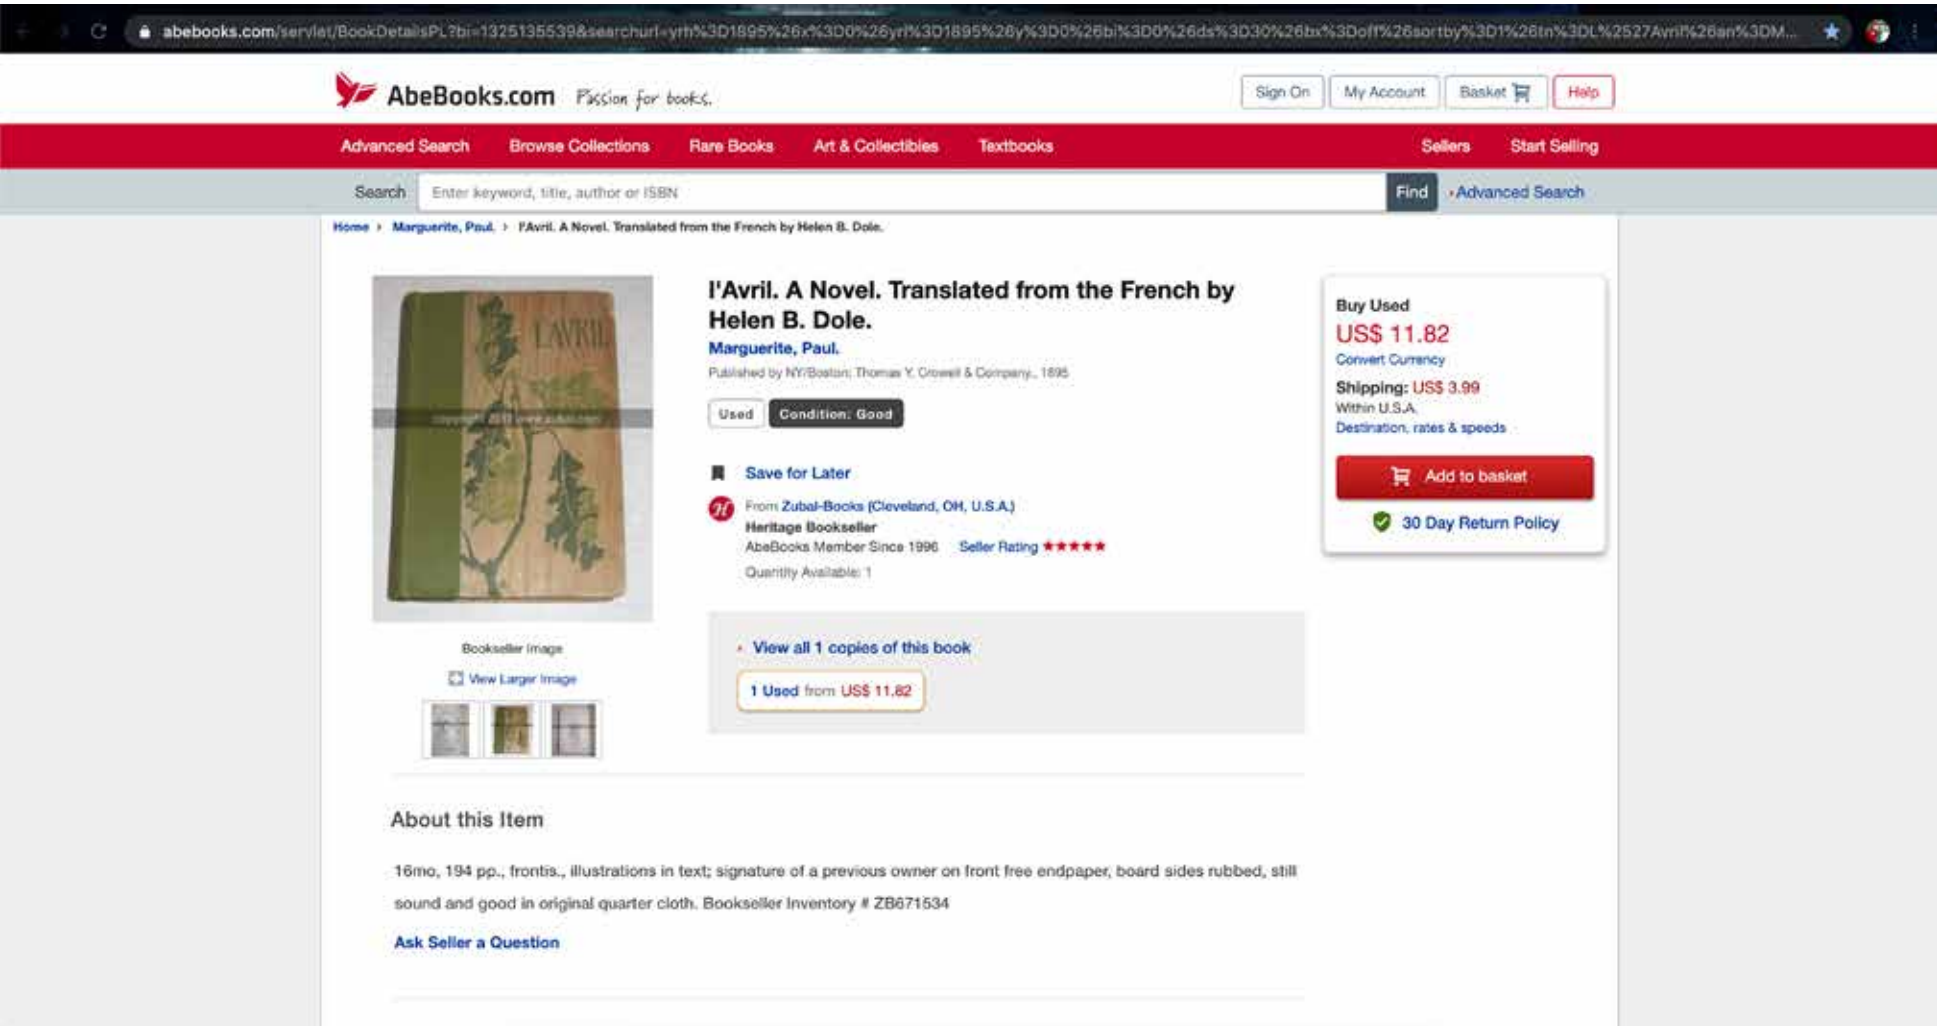 abebooks.com/servlet/BookDetailsPL?bi=1325135539&searchurl=yrh%3D1895%26x%3D0%26yrl%3D1895%26y%3D0%26bi%3D0%26ds%3D30%26bx%3Doff%26sortby%3D1%26tn%3DL%2527Avril%26an%3DM...
AbeBooks.com Passion for books.
Sign On My Account Basket Help
Advanced Search Browse Collections Rare Books Art & Collectibles Textbooks Sellers Start Selling
Search Enter keyword, title, author or ISBN Find Advanced Search
Home › Marguerite, Paul. › l'Avril. A Novel. Translated from the French by Helen B. Dole.
L'AVRIL
l'Avril. A Novel. Translated from the French by
Helen B. Dole.
Marguerite, Paul.
Published by NY/Boston: Thomas Y. Crowell & Company., 1895
Used Condition: Good
Save for Later
From Zubal-Books (Cleveland, OH, U.S.A.)
Heritage Bookseller
AbeBooks Member Since 1996 Seller Rating ★★★★★
Quantity Available: 1
View all 1 copies of this book
1 Used from US$ 11.82
Buy Used
US$ 11.82
Convert Currency
Shipping: US$ 3.99
Within U.S.A.
Destination, rates & speeds
Add to basket
30 Day Return Policy
Bookseller Image
View Larger Image
About this Item
16mo, 194 pp., frontis., illustrations in text; signature of a previous owner on front free endpaper, board sides rubbed, still
sound and good in original quarter cloth. Bookseller Inventory # ZB671534
Ask Seller a Question